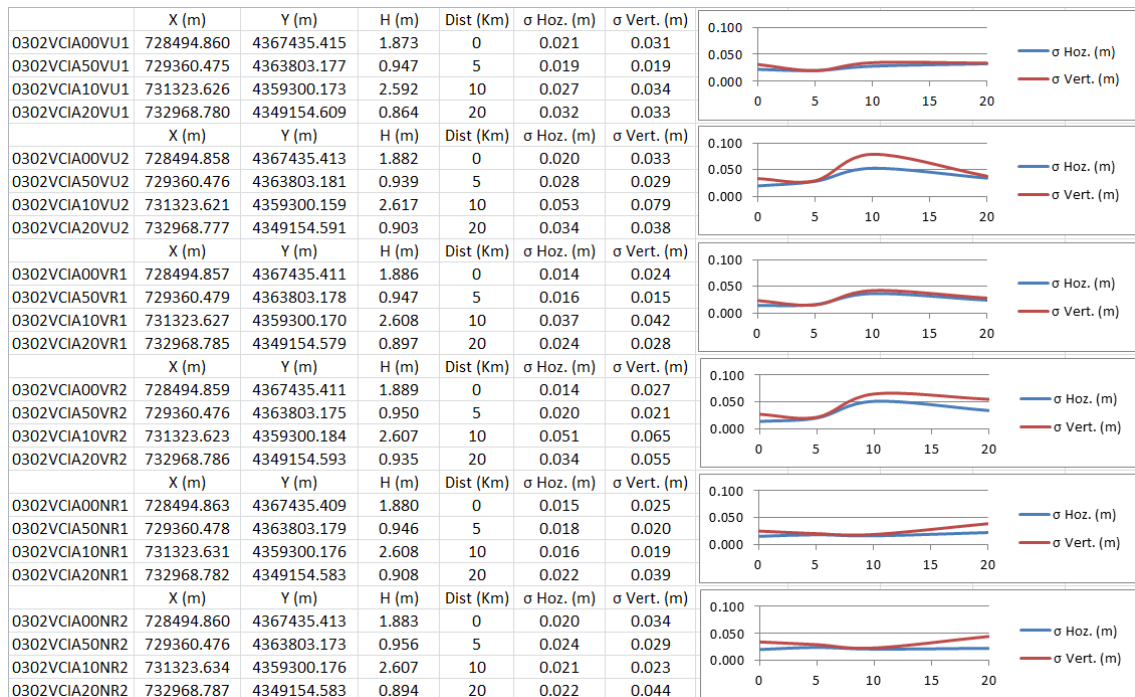 X (m) Y (m) H (m) Dist (Km) σ Hoz. (m) σ Vert. (m)
0302VCIA00VU1 728494.860 4367435.415 1.873 0 0.021 0.031
0302VCIA50VU1 729360.475 4363803.177 0.947 5 0.019 0.019
0302VCIA10VU1 731323.626 4359300.173 2.592 10 0.027 0.034
0302VCIA20VU1 732968.780 4349154.609 0.864 20 0.032 0.033
0.100
0.050
0.000
0 5 10 15 20
σ Hoz. (m)
σ Vert. (m)
X (m) Y (m) H (m) Dist (Km) σ Hoz. (m) σ Vert. (m)
0302VCIA00VU2 728494.858 4367435.413 1.882 0 0.020 0.033
0302VCIA50VU2 729360.476 4363803.181 0.939 5 0.028 0.029
0302VCIA10VU2 731323.621 4359300.159 2.617 10 0.053 0.079
0302VCIA20VU2 732968.777 4349154.591 0.903 20 0.034 0.038
0.100
0.050
0.000
0 5 10 15 20
σ Hoz. (m)
σ Vert. (m)
X (m) Y (m) H (m) Dist (Km) σ Hoz. (m) σ Vert. (m)
0302VCIA00VR1 728494.857 4367435.411 1.886 0 0.014 0.024
0302VCIA50VR1 729360.479 4363803.178 0.947 5 0.016 0.015
0302VCIA10VR1 731323.627 4359300.170 2.608 10 0.037 0.042
0302VCIA20VR1 732968.785 4349154.579 0.897 20 0.024 0.028
0.100
0.050
0.000
0 5 10 15 20
σ Hoz. (m)
σ Vert. (m)
X (m) Y (m) H (m) Dist (Km) σ Hoz. (m) σ Vert. (m)
0302VCIA00VR2 728494.859 4367435.411 1.889 0 0.014 0.027
0302VCIA50VR2 729360.476 4363803.175 0.950 5 0.020 0.021
0302VCIA10VR2 731323.623 4359300.184 2.607 10 0.051 0.065
0302VCIA20VR2 732968.786 4349154.593 0.935 20 0.034 0.055
0.100
0.050
0.000
0 5 10 15 20
σ Hoz. (m)
σ Vert. (m)
X (m) Y (m) H (m) Dist (Km) σ Hoz. (m) σ Vert. (m)
0302VCIA00NR1 728494.863 4367435.409 1.880 0 0.015 0.025
0302VCIA50NR1 729360.478 4363803.179 0.946 5 0.018 0.020
0302VCIA10NR1 731323.631 4359300.176 2.608 10 0.016 0.019
0302VCIA20NR1 732968.782 4349154.583 0.908 20 0.022 0.039
0.100
0.050
0.000
0 5 10 15 20
σ Hoz. (m)
σ Vert. (m)
X (m) Y (m) H (m) Dist (Km) σ Hoz. (m) σ Vert. (m)
0302VCIA00NR2 728494.860 4367435.413 1.883 0 0.020 0.034
0302VCIA50NR2 729360.476 4363803.173 0.956 5 0.024 0.029
0302VCIA10NR2 731323.634 4359300.176 2.607 10 0.021 0.023
0302VCIA20NR2 732968.787 4349154.583 0.894 20 0.022 0.044
0.100
0.050
0.000
0 5 10 15 20
σ Hoz. (m)
σ Vert. (m)